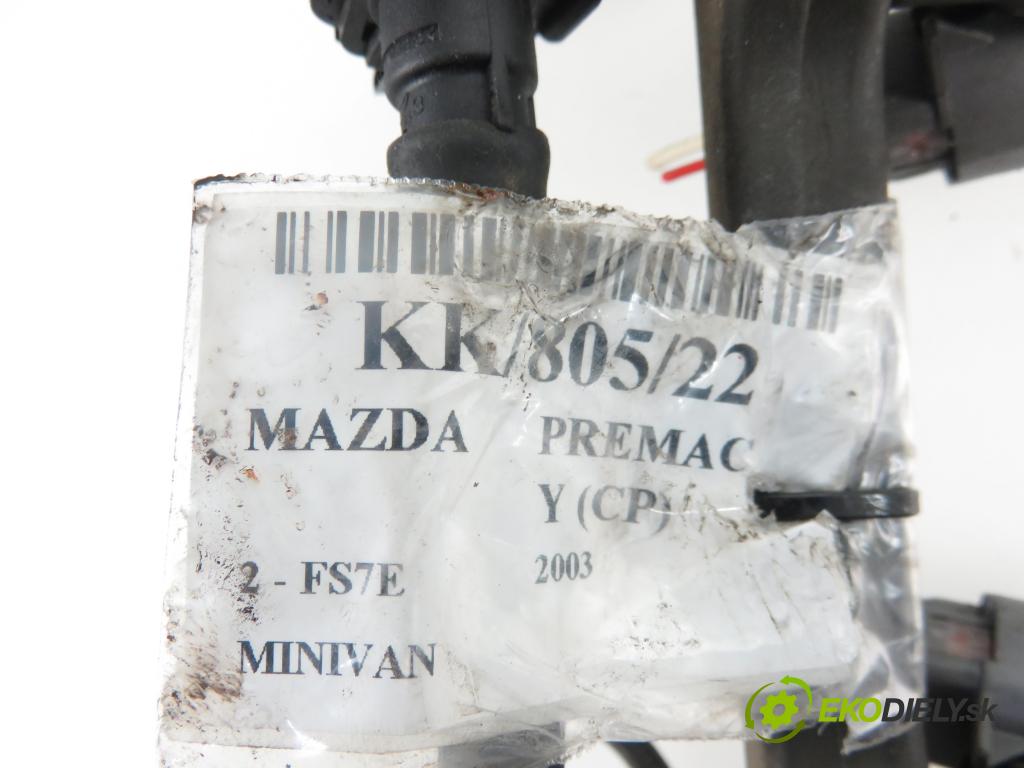 KK/805/22
MAZDA PREMAC
Y (CP)
2 - FS7E 2003
MINIVAN
EKODIELY.sk